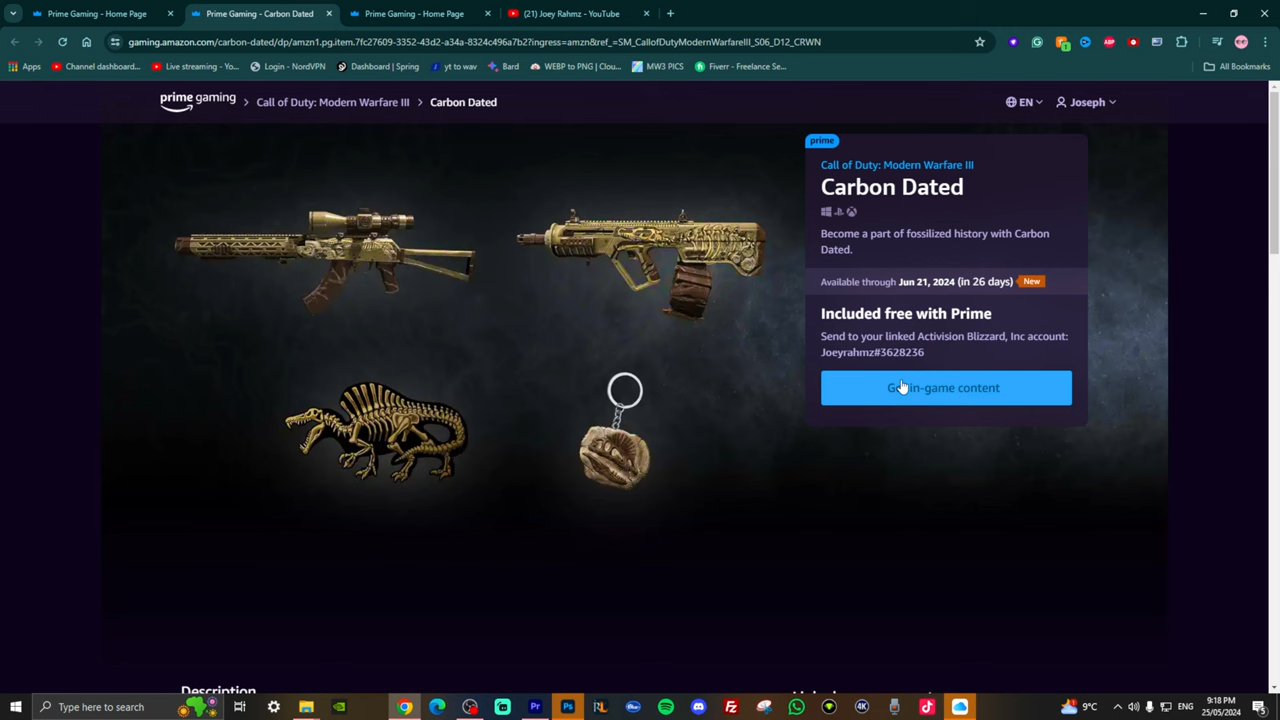 Prime Gaming - Home Page
Prime Gaming - Carbon Dated
Prime Gaming - Home Page
(21) Joey Rahmz - YouTube
gaming.amazon.com/carbon-dated/dp/amzn1.pg.item.7fc27609-3352-43d2-a34a-8324c496a7b2?ingress=amzn&ref_=SM_CallofDutyModernWarfareIII_S06_D12_CRWN
Apps
Channel dashboard...
Live streaming - Yo...
Login - NordVPN
Dashboard | Spring
yt to wav
Bard
WEBP to PNG | Clou...
MW3 PICS
Fiverr - Freelance Se...
All Bookmarks
prime gaming
Call of Duty: Modern Warfare III
Carbon Dated
EN
Joseph
prime
Call of Duty: Modern Warfare III
Carbon Dated
Become a part of fossilized history with Carbon
Dated.
Available through Jun 21, 2024 (in 26 days) New
Included free with Prime
Send to your linked Activision Blizzard, Inc account:
Joeyrahmz#3628236
Get in-game content
Description
Type here to search
9°C
ENG
9:18 PM
25/05/2024